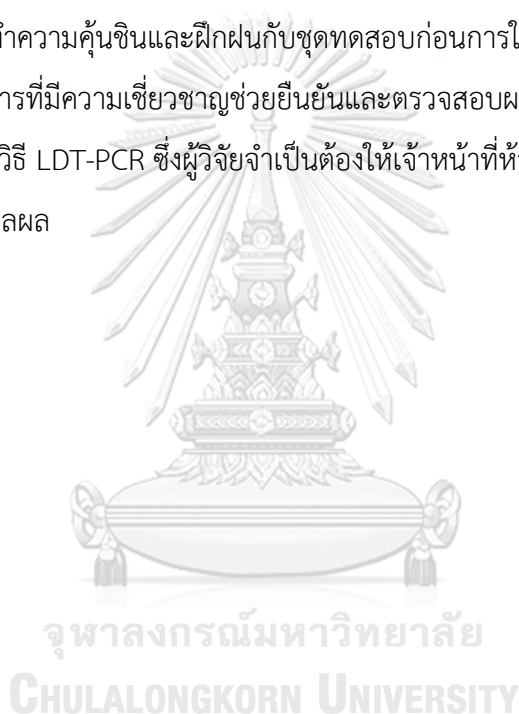 ทำความคุ้นชินและฝึกฝนกับชุดทดสอบก่อนการใ
ารที่มีความเชี่ยวชาญช่วยยืนยันและตรวจสอบผ
วิธี LDT-PCR ซึ่งผู้วิจัยจำเป็นต้องให้เจ้าหน้าที่ห้
ลผล
จุฬาลงกรณ์มหาวิทยาลัย
CHULALONGKORN UNIVERSITY